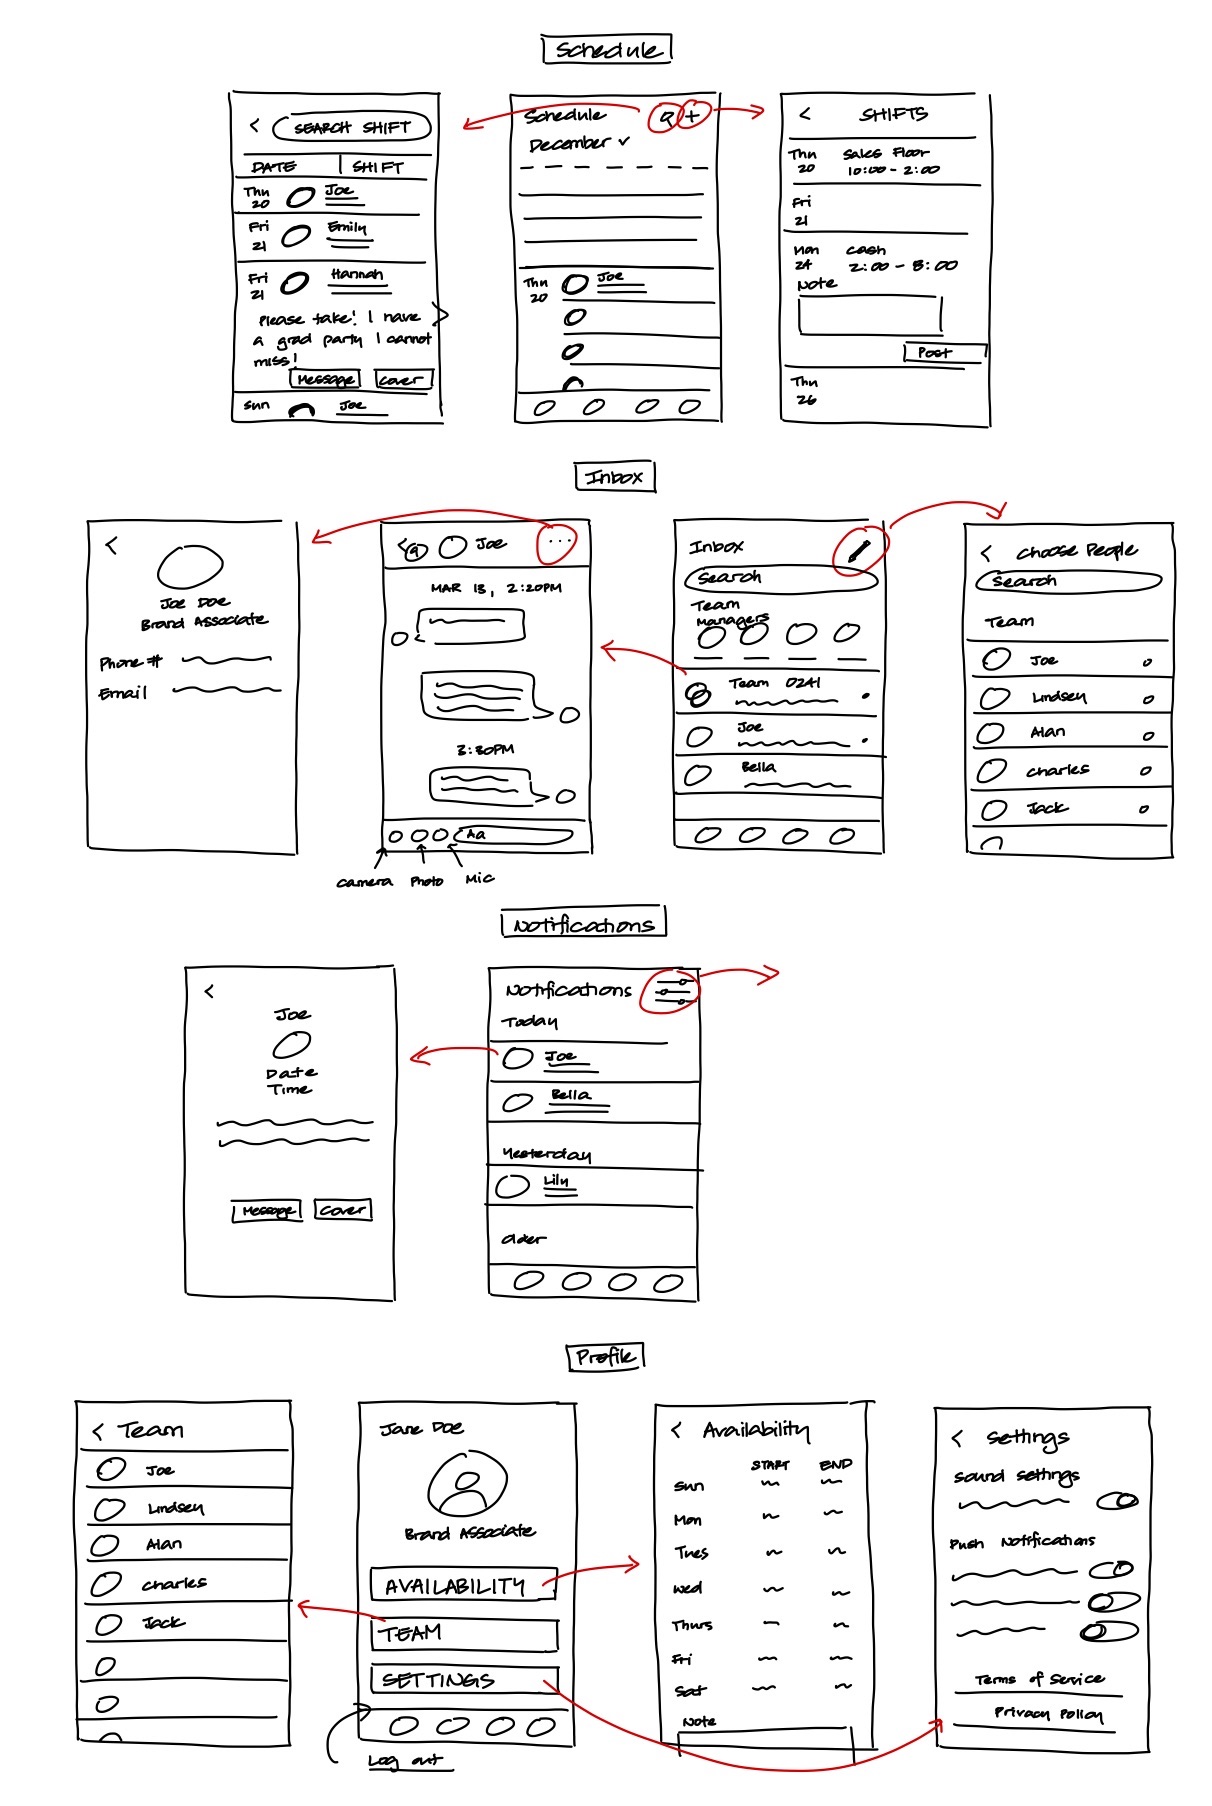 Schedule
<
SEARCH SHIFT
DATE
SHIFT
Thu
20
Joe
Fri
21
Emily
Fri
21
Hannah
Please take! I have
a grad party I cannot
miss!
Message
Cover
Sun
Joe
Schedule
+
December
Thu
20
Joe
<
SHIFTS
Thu
20
Sales Floor
10:00 - 2:00
Fri
21
Mon
24
Cash
2:00 - 8:00
Note
Post
Thu
26
Inbox
<
Joe Doe
Brand Associate
Phone #
Email
<
Joe
...
MAR 13, 2:20PM
3:30PM
Aa
camera
Photo
Mic
Inbox
Search
Team
Managers
Team 0241
Joe
Bella
<
Choose People
Search
Team
Joe
Lindsey
Alan
Charles
Jack
Notifications
<
Joe
Date
Time
Message
Cover
Notifications
Today
Joe
Bella
Yesterday
Lily
Older
Profile
< Team
Joe
Lindsey
Alan
Charles
Jack
Jane Doe
Brand Associate
AVAILABILITY
TEAM
SETTINGS
Log out
< Availability
START
END
Sun
Mon
Tues
Wed
Thurs
Fri
Sat
Note
< Settings
Sound settings
Push Notifications
Terms of Service
Privacy Policy